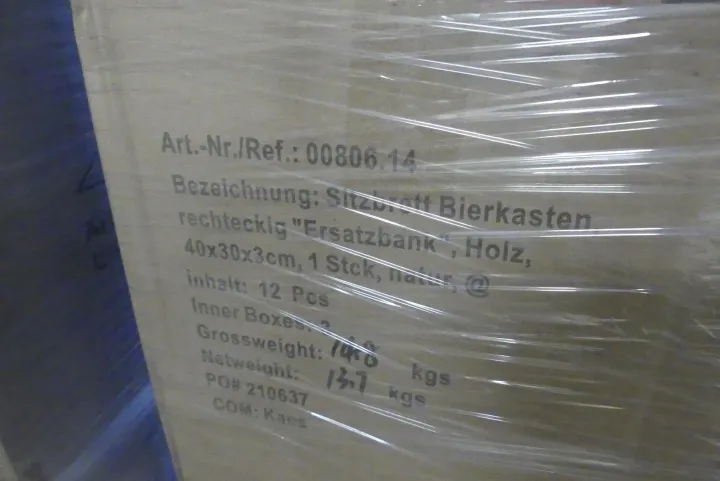 Art.-Nr./Ref.: 00806.14
Bezeichnung: Sitzbrett Bierkasten,
rechteckig "Ersatzbank", Holz,
40x30x3cm, 1 Stck, natur, @
inhalt: 12 Pcs
Inner Boxes:
Grossweight: 14.8 kgs
Netweight: 13.7 kgs
PO# 210637
COM: Kaes